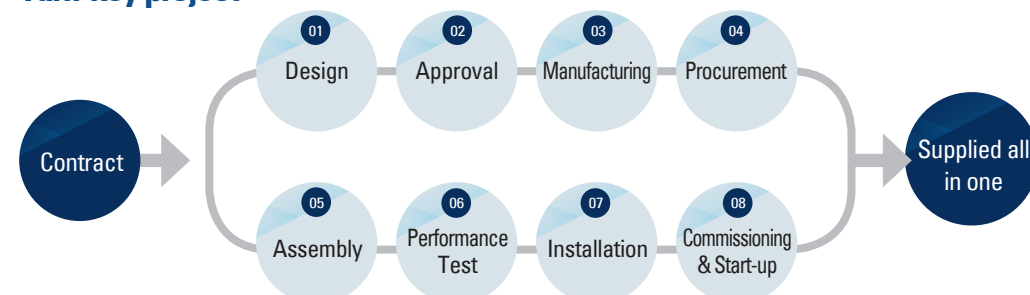 Contract
01
Design
02
Approval
03
Manufacturing
04
Procurement
05
Assembly
06
Performance
Test
07
Installation
08
Commissioning
& Start-up
Supplied all
in one